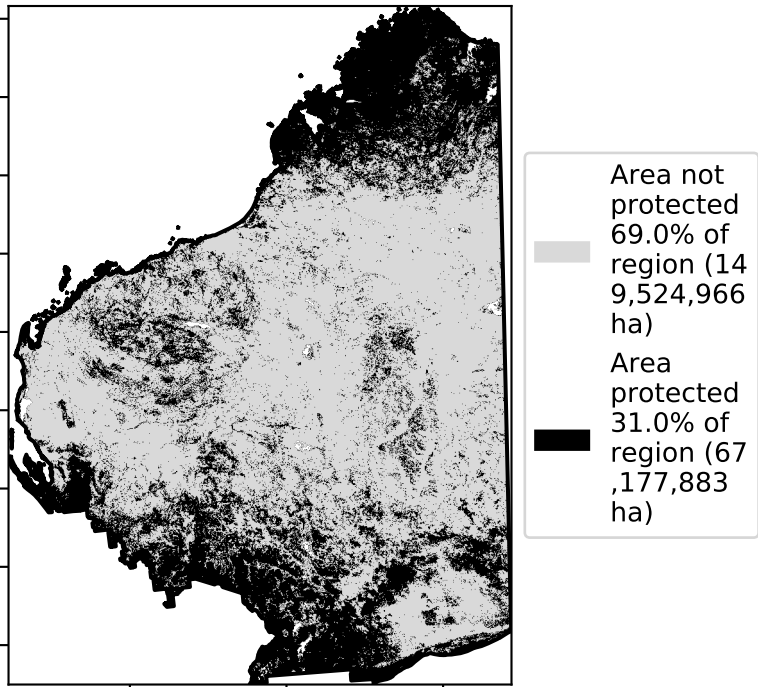 Area not
protected
69.0% of
region (14
9,524,966
ha)
Area
protected
31.0% of
region (67
,177,883
ha)